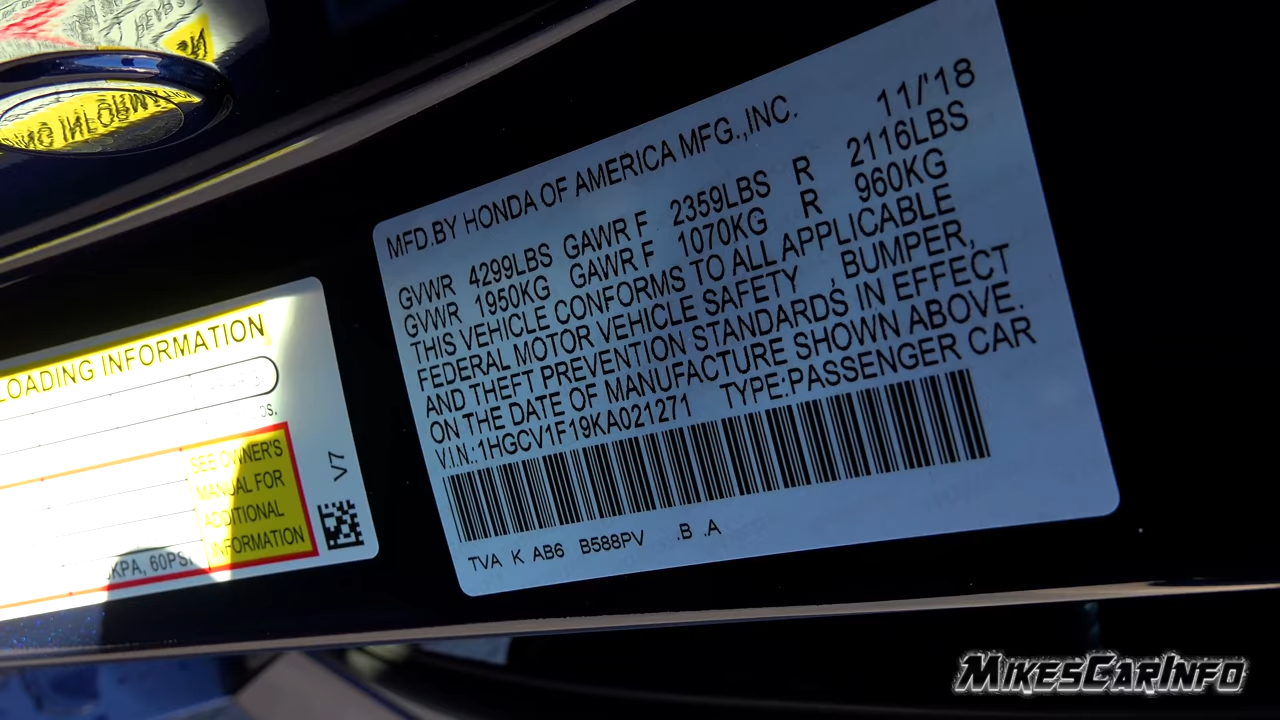 MFD.BY HONDA OF AMERICA MFG.,INC. 11/'18
GVWR 4299LBS GAWR F 2359LBS R 2116LBS
GVWR 1950KG GAWR F 1070KG R 960KG
THIS VEHICLE CONFORMS TO ALL APPLICABLE
FEDERAL MOTOR VEHICLE SAFETY , BUMPER,
AND THEFT PREVENTION STANDARDS IN EFFECT
ON THE DATE OF MANUFACTURE SHOWN ABOVE.
V.I.N.:1HGCV1F19KA021271 TYPE:PASSENGER CAR
TVA K AB6 B588PV .B .A
LOADING INFORMATION
SEE OWNER'S
MANUAL FOR
ADDITIONAL
INFORMATION
KPA, 60PSI
V7
MIKESCARINFO